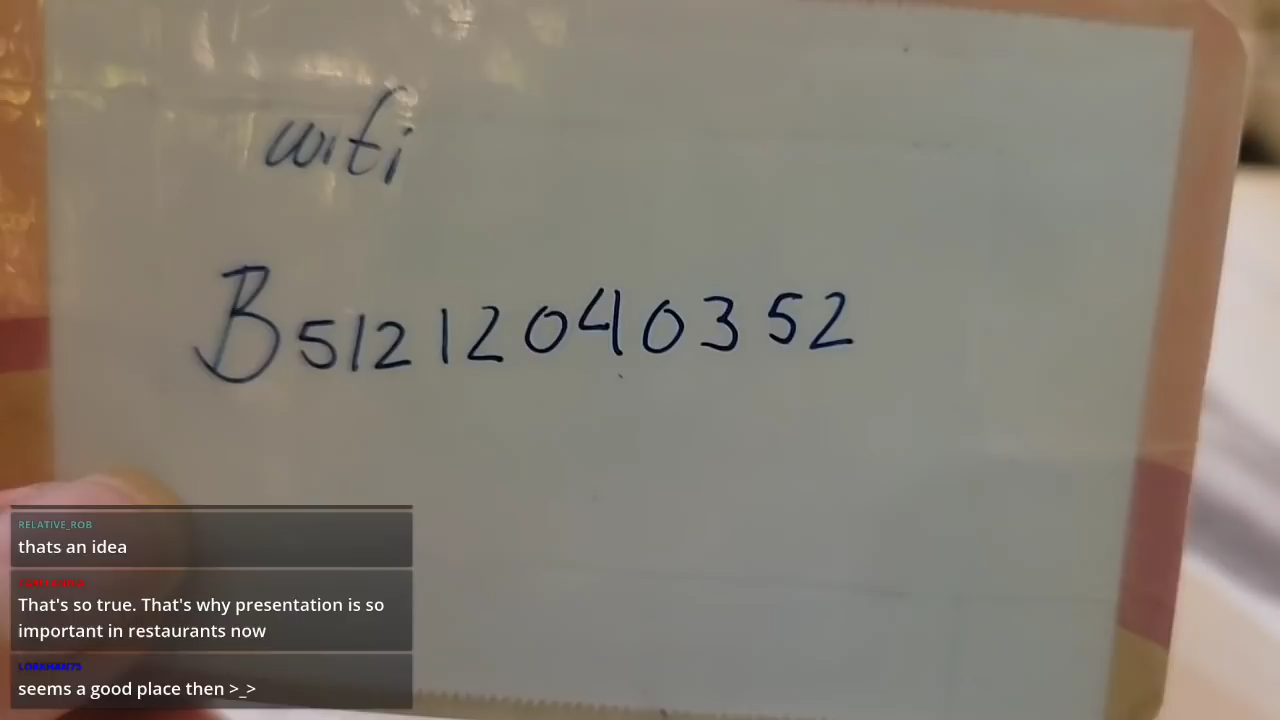 wifi
B51212040352
RELATIVE_ROB
thats an idea
That's so true. That's why presentation is so
important in restaurants now
LORKHAN75
seems a good place then >_>